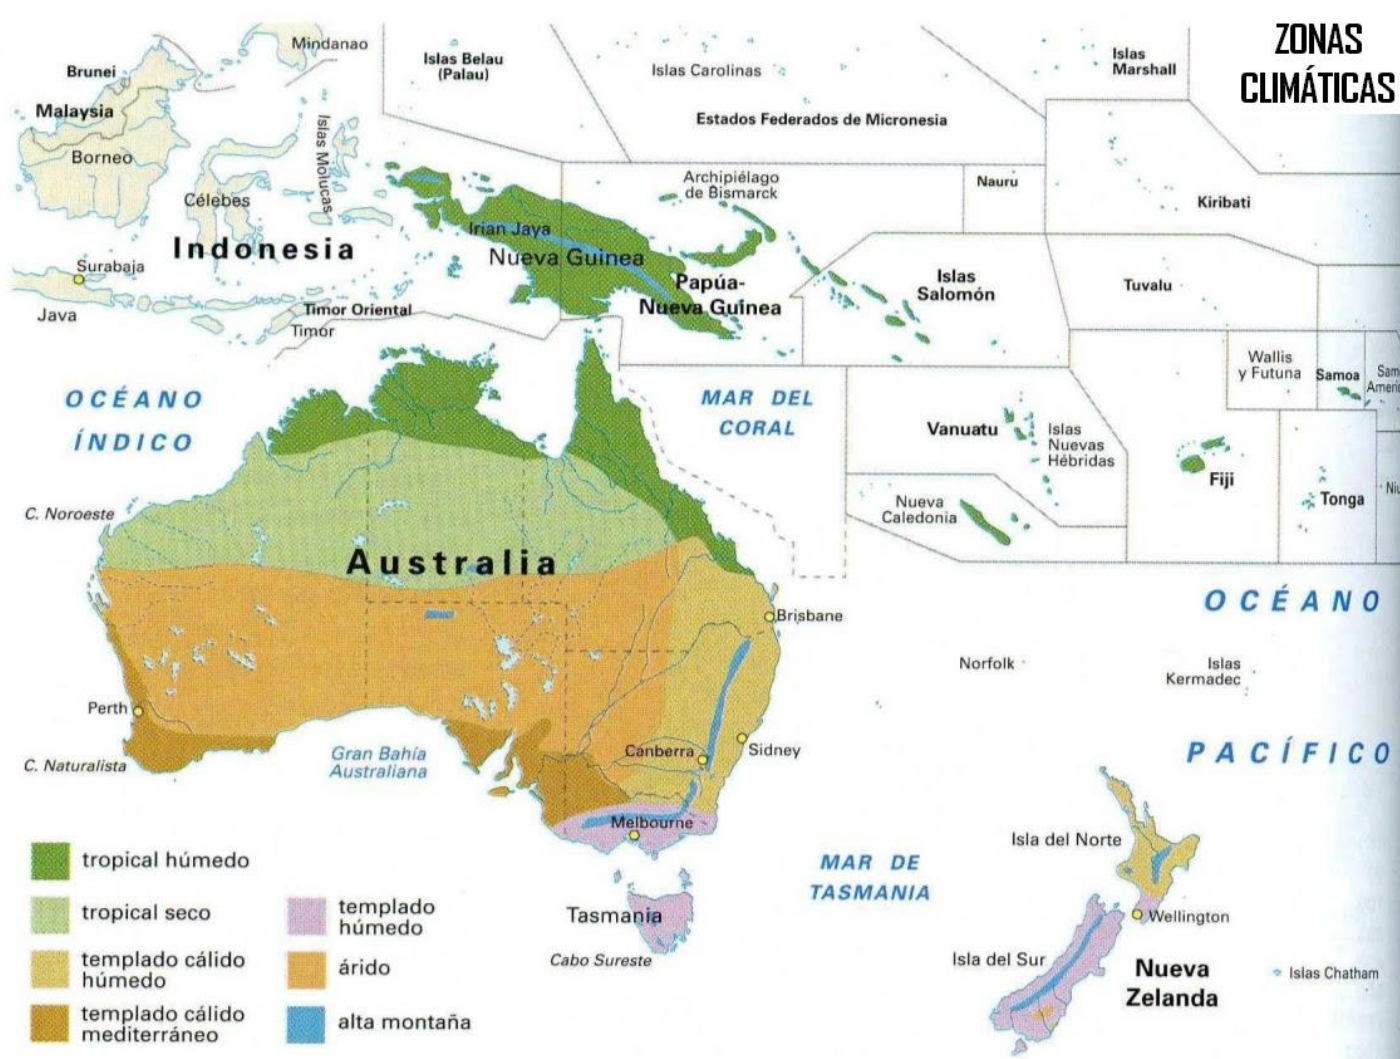 ZONAS
CLIMÁTICAS
Mindanao
Islas Belau
(Palau)
Islas Carolinas
Islas
Marshall
Brunei
Malaysia
Estados Federados de Micronesia
Borneo
Islas Molucas
Célebes
Archipiélago
de Bismarck
Nauru
Kiribati
Indonesia
Irian Jaya
Nueva Guinea
Surabaja
Papúa-
Nueva Guinea
Islas
Salomón
Tuvalu
Java
Timor Oriental
Timor
Wallis
y Futuna
Samoa
OCÉANO
ÍNDICO
MAR DEL
CORAL
Vanuatu
Islas
Nuevas
Hébridas
Fiji
Tonga
Nueva
Caledonia
C. Noroeste
Australia
OCÉANO
Brisbane
Norfolk
Islas
Kermadec
Perth
Gran Bahía
Australiana
Canberra
Sidney
PACÍFICO
C. Naturalista
Melbourne
Isla del Norte
MAR DE
TASMANIA
Tasmania
Wellington
Cabo Sureste
Isla del Sur
Nueva
Zelanda
Islas Chatham
tropical húmedo
tropical seco
templado cálido
húmedo
templado cálido
mediterráneo
templado
húmedo
árido
alta montaña